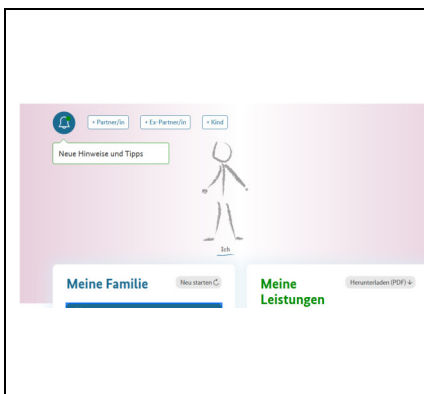 + Partner/in + Ex-Partner/in + Kind
Neue Hinweise und Tipps
Ich
Meine Familie
Neu starten
Meine
Leistungen
Herunterladen (PDF)